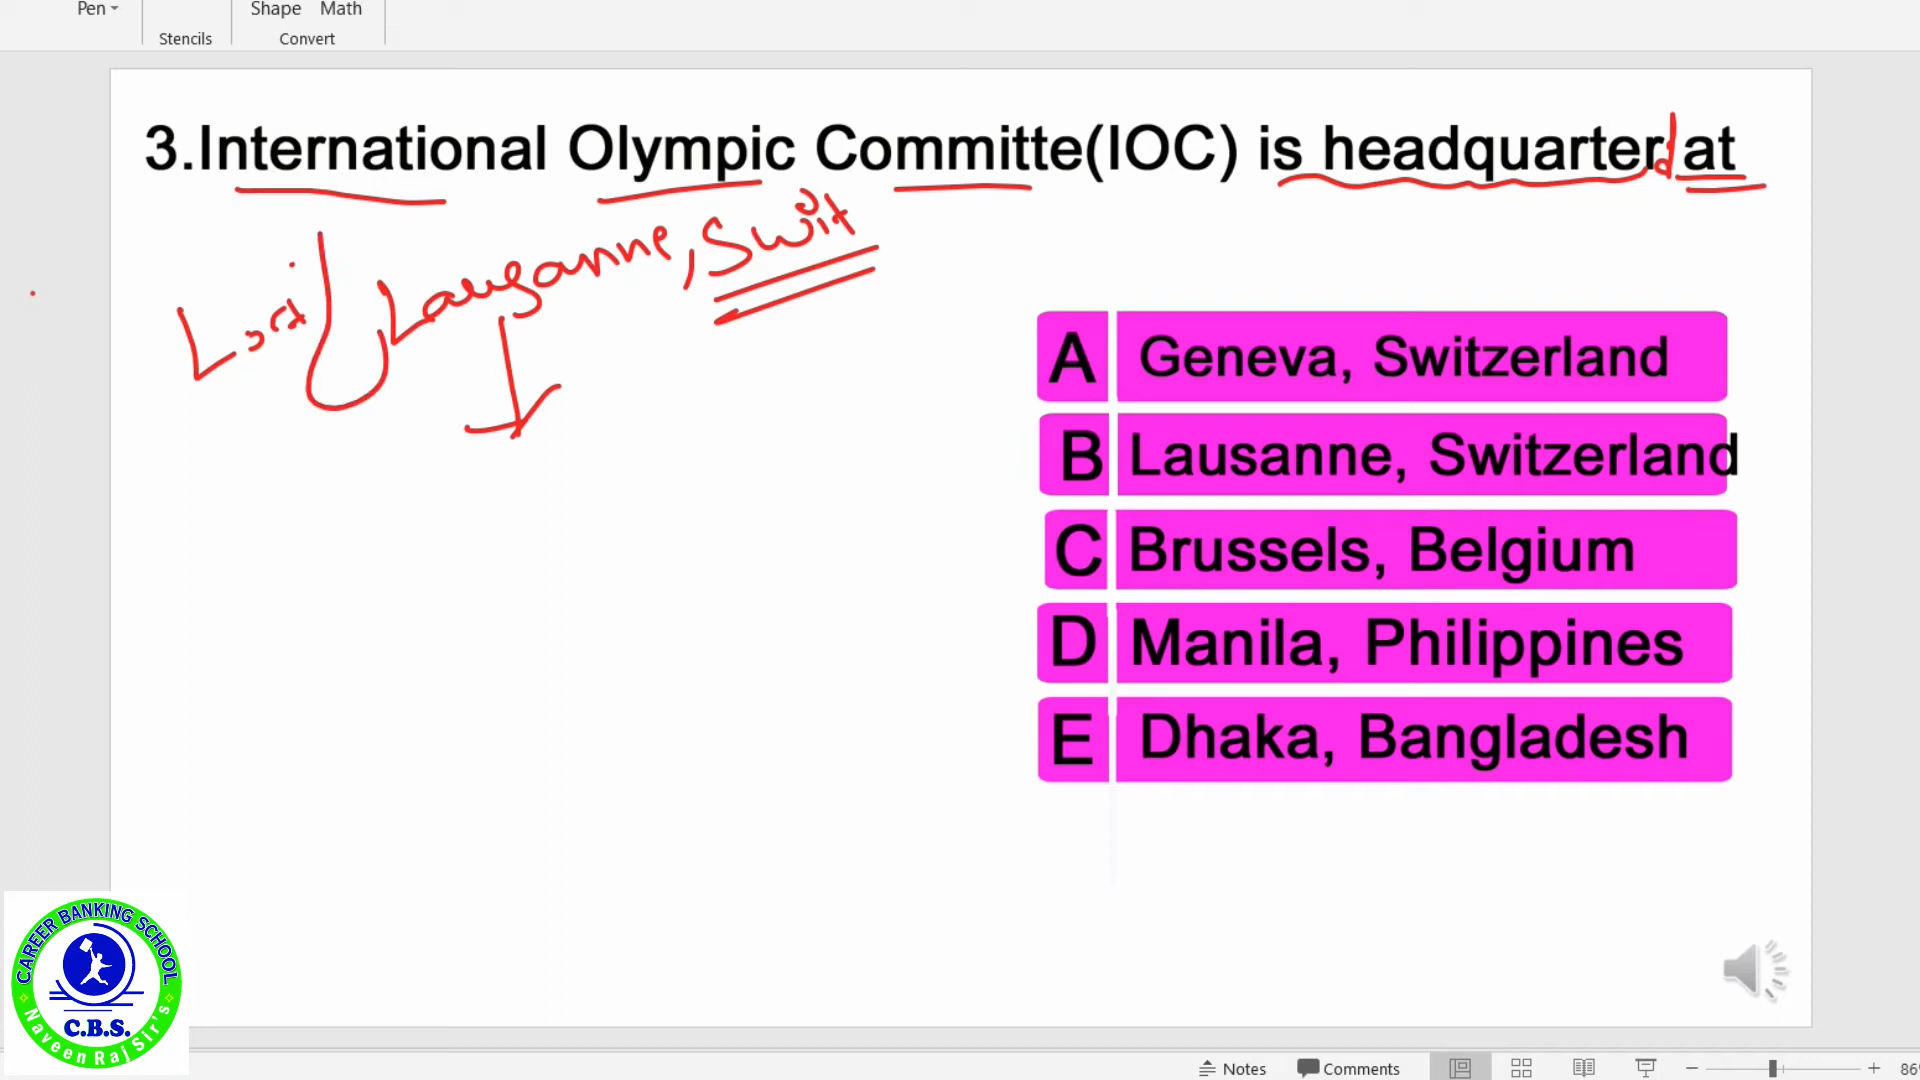 Pen
Shape Math
Stencils
Convert
3.International Olympic Committe(IOC) is headquarterd at
Lausanne, Swit
A Geneva, Switzerland
B Lausanne, Switzerland
C Brussels, Belgium
D Manila, Philippines
E Dhaka, Bangladesh
CAREER BANKING SCHOOL
C.B.S.
Naveen Raj Sir's
Notes
Comments
86